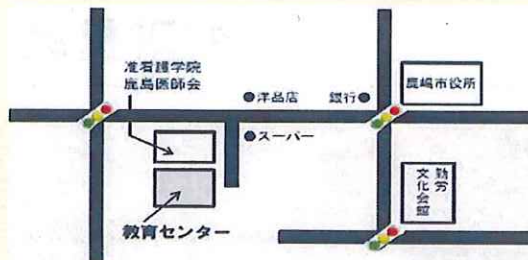 准看護学院
鹿島医師会
●洋品店
銀行●
鹿嶋市役所
●スーパー
勤労
文化会館
教育センター